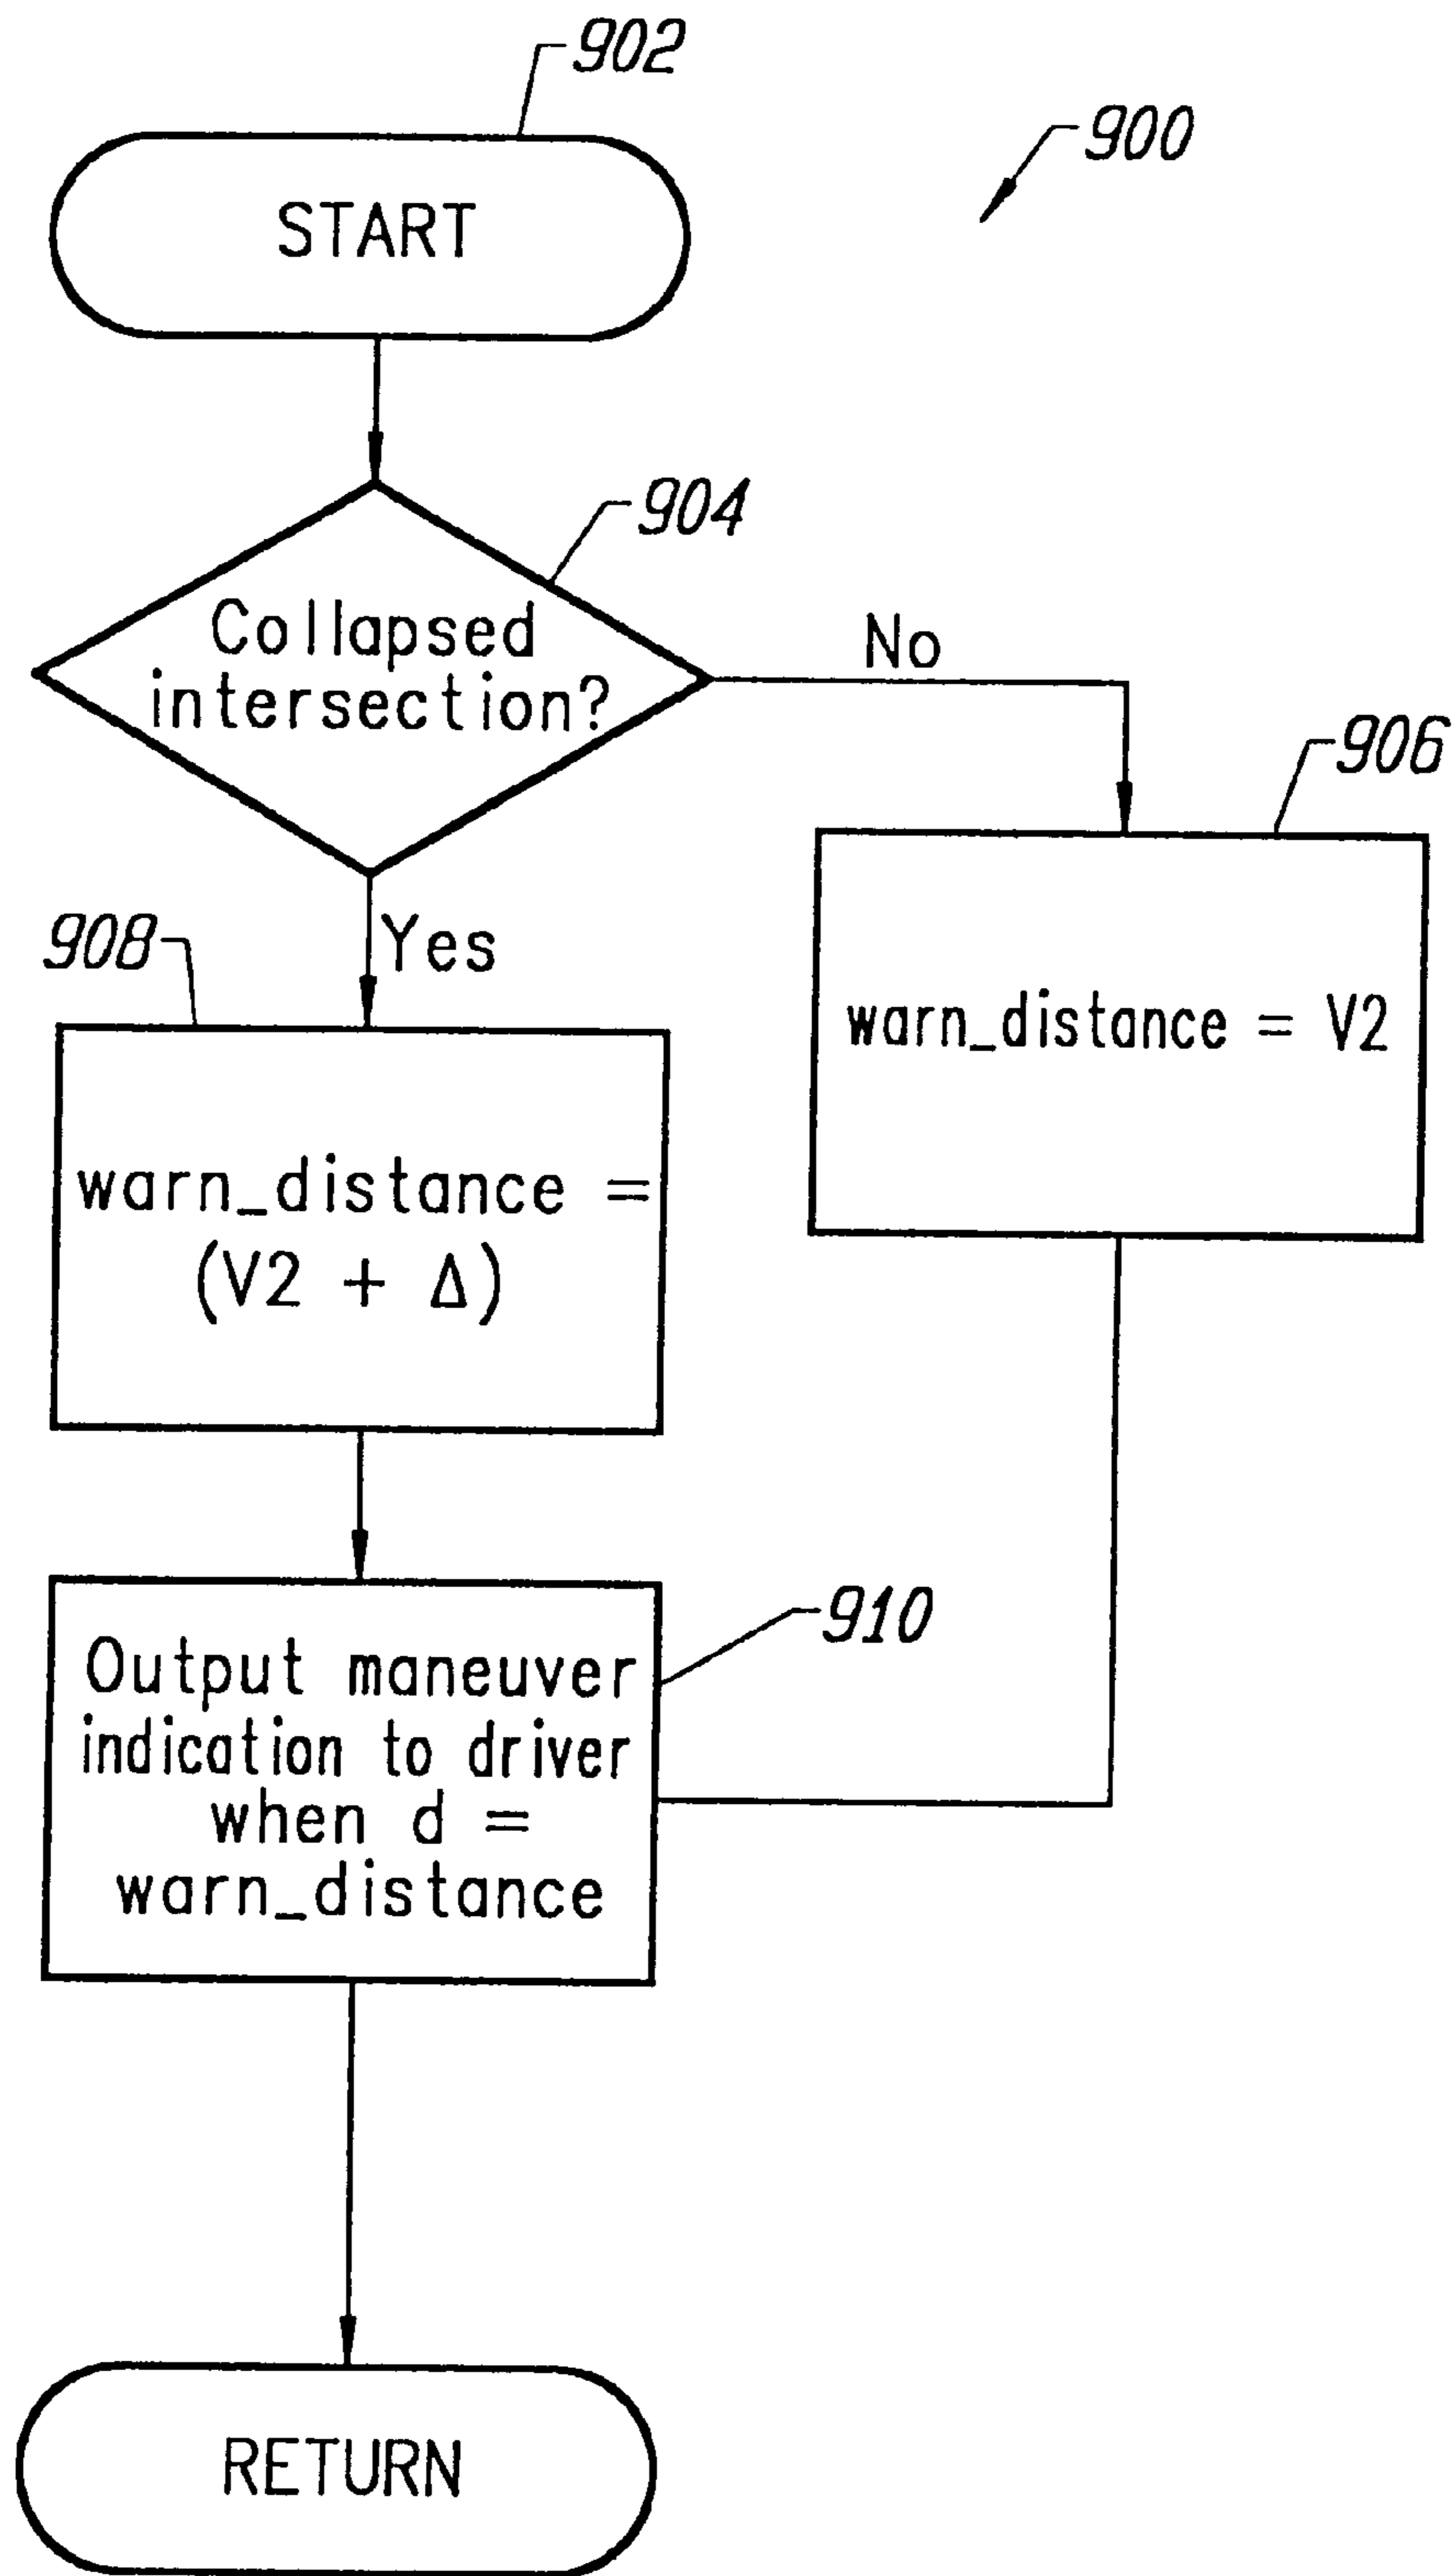 902
900
START
904
Collapsed
intersection?
No
906
908
Yes
warn_distance = V2
warn_distance =
(V2 + Δ)
910
Output maneuver
indication to driver
when d =
warn_distance
RETURN